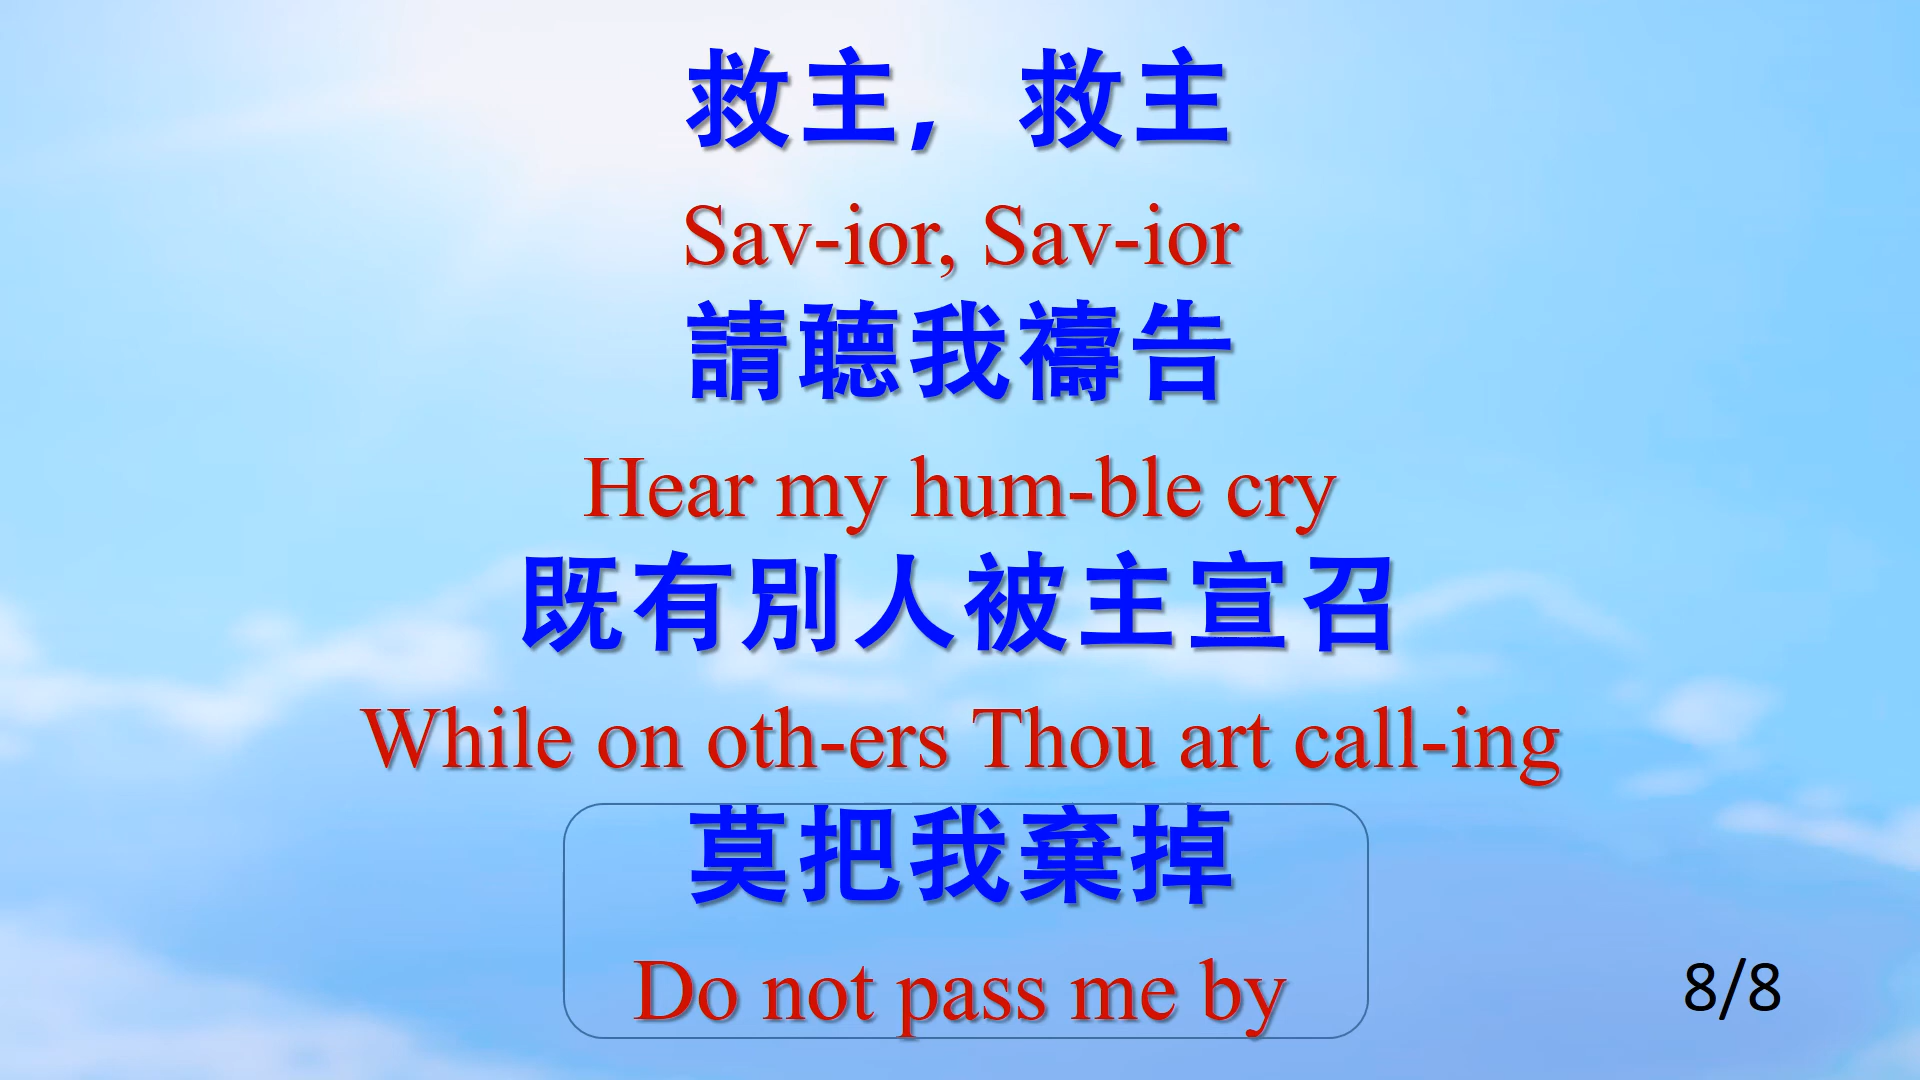 救主，救主
Sav-ior, Sav-ior
請聽我禱告
Hear my hum-ble cry
既有別人被主宣召
While on oth-ers Thou art call-ing
莫把我棄掉
Do not pass me by
8/8